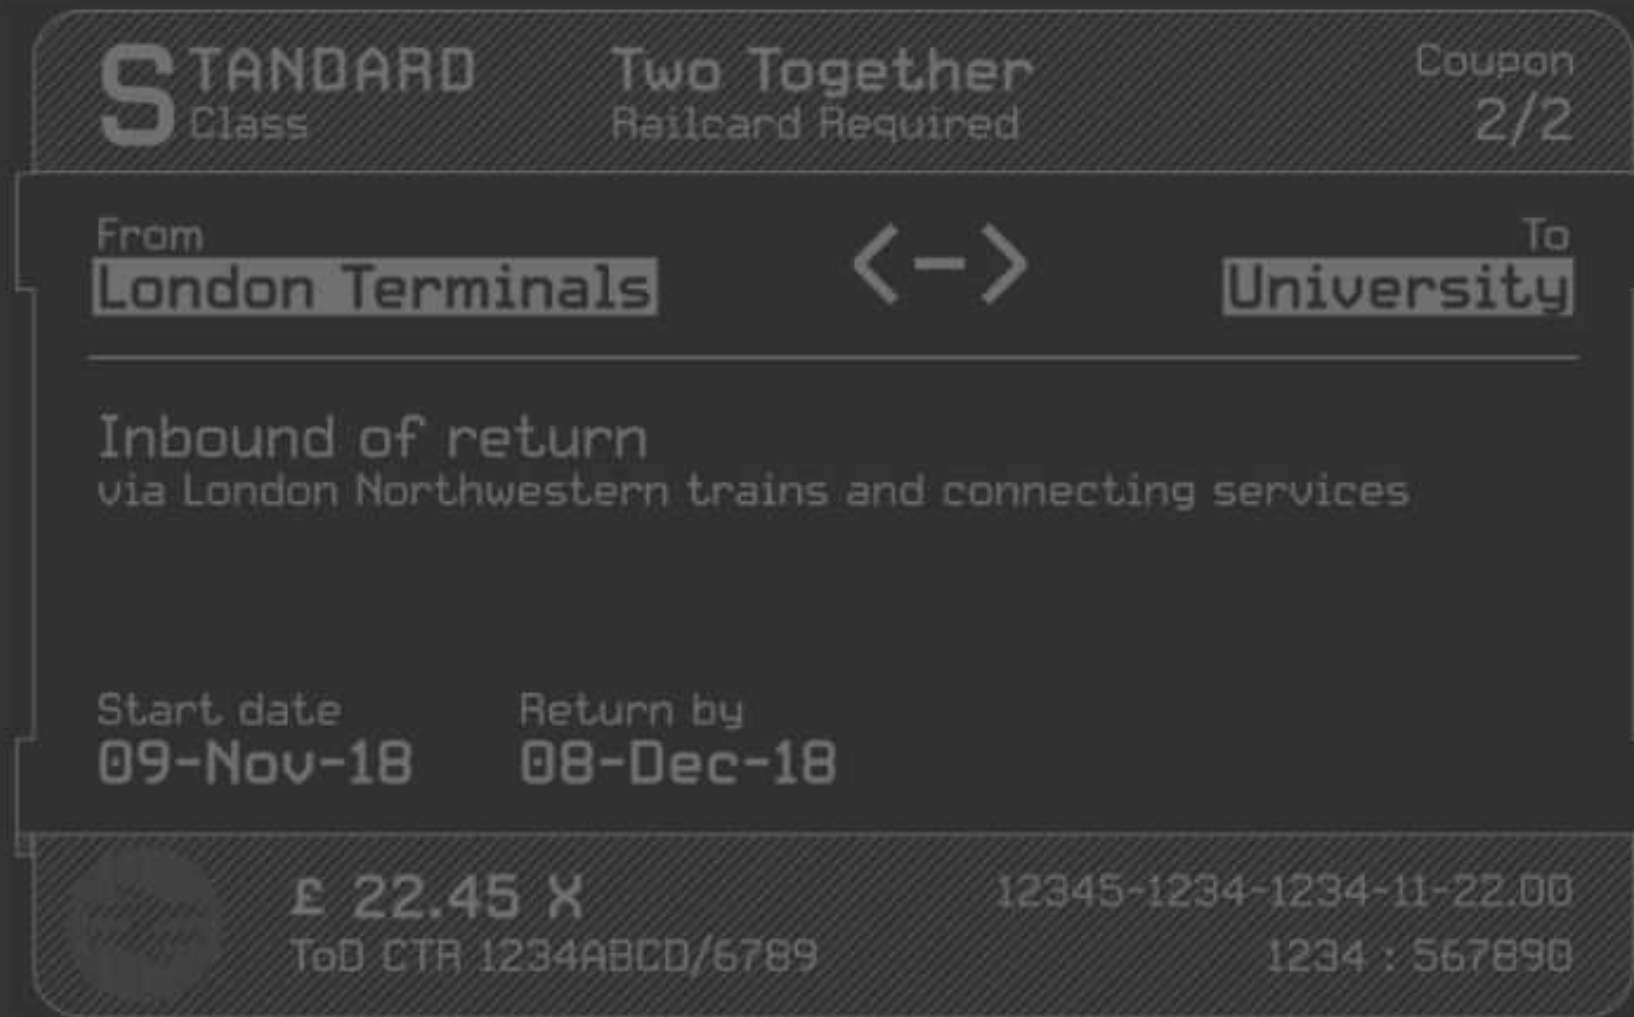 STANDARD
Class
Two Together
Railcard Required
Coupon
2/2
From
London Terminals
<->
To
University
Inbound of return
via London Northwestern trains and connecting services
Start date
09-Nov-18
Return by
08-Dec-18
£ 22.45 X
ToD CTR 1234ABCD/6789
12345-1234-1234-11-22.00
1234 : 567890